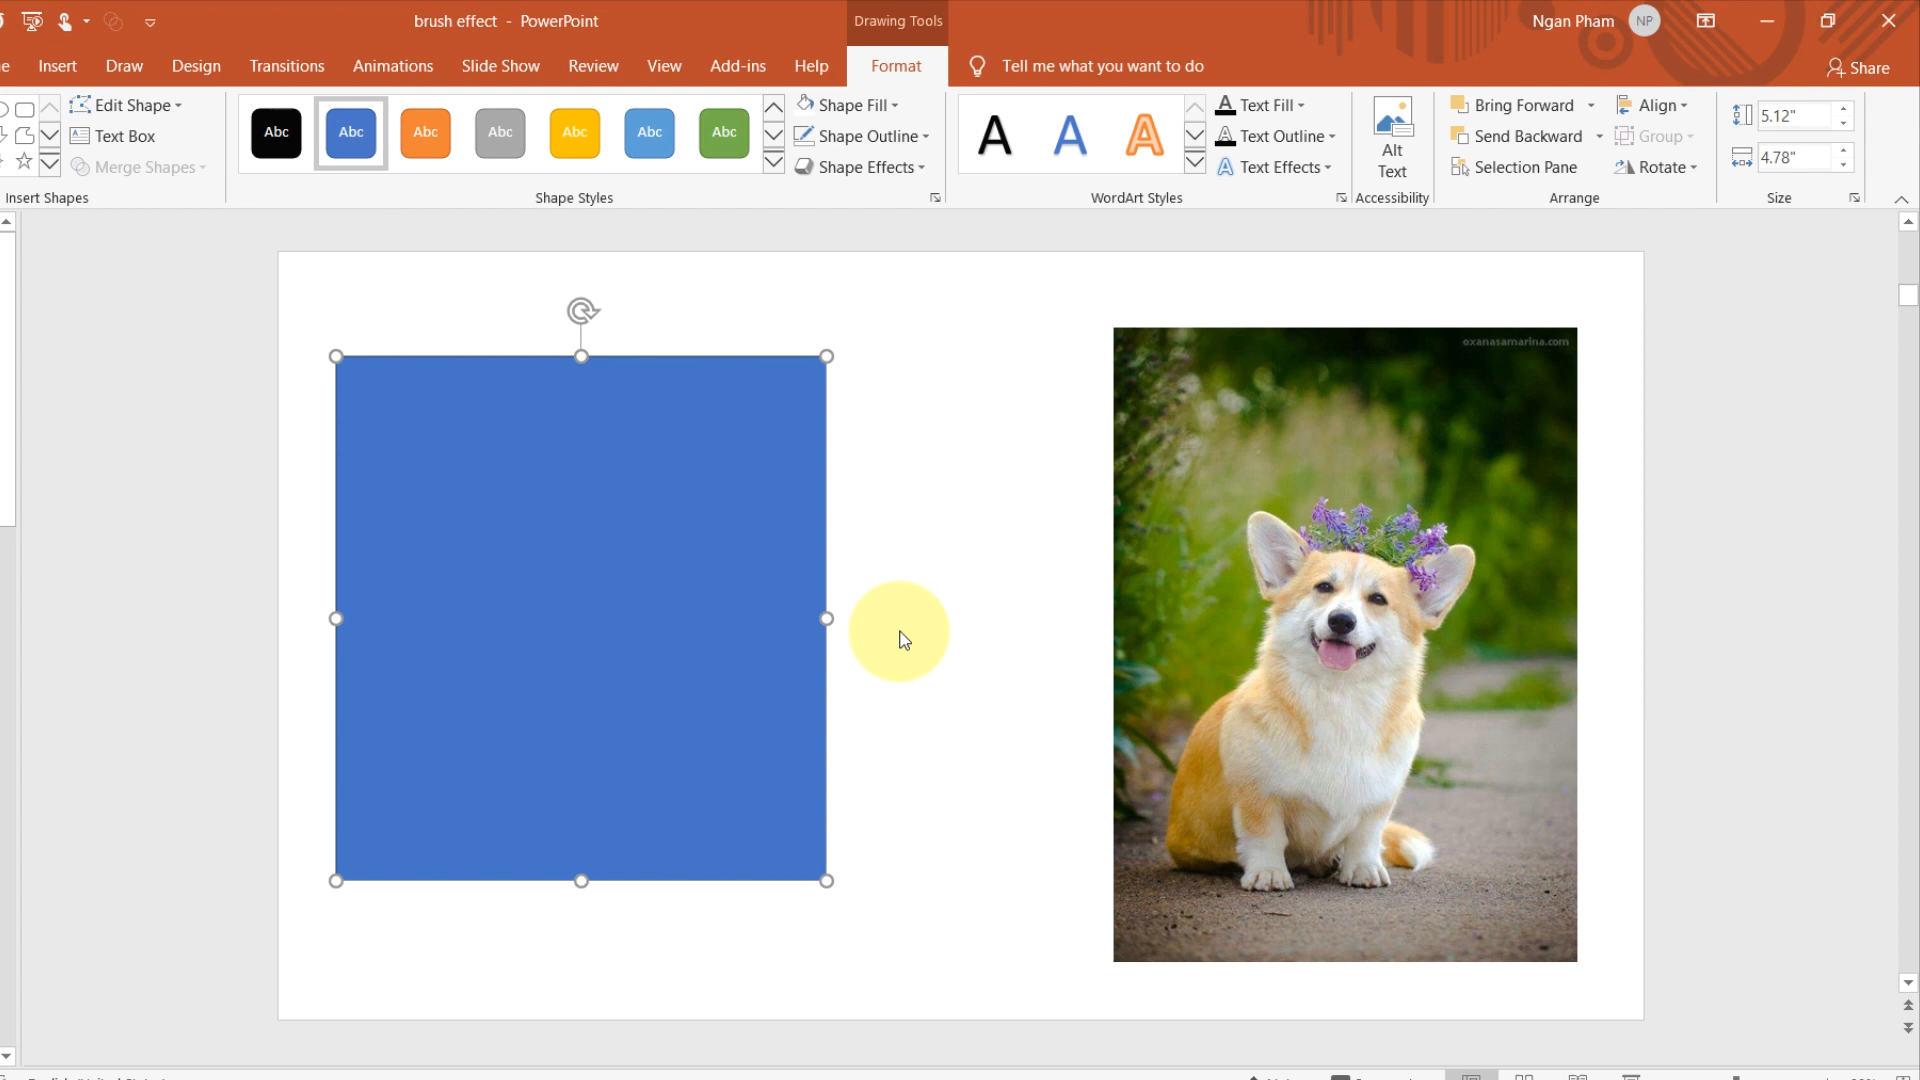 brush effect - PowerPoint
Drawing Tools
Ngan Pham NP
Insert Draw Design Transitions Animations Slide Show Review View Add-ins Help Format Tell me what you want to do Share
Edit Shape
Text Box
Merge Shapes
Insert Shapes
Abc Abc Abc Abc Abc Abc Abc
Shape Fill
Shape Outline
Shape Effects
Shape Styles
A A A
Text Fill
Text Outline
Text Effects
WordArt Styles
Alt
Text
Accessibility
Bring Forward
Send Backward
Selection Pane
Align
Group
Rotate
Arrange
5.12"
4.78"
Size
oxanasamarina.com